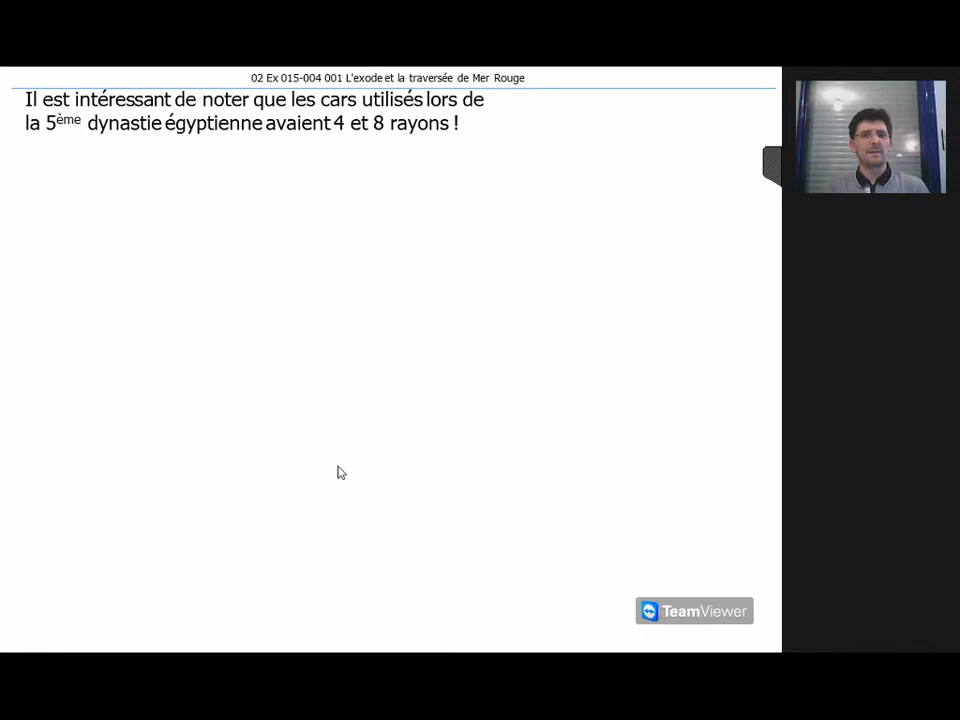 02 Ex 015-004 001 L'exode et la traversée de Mer Rouge
Il est intéressant de noter que les cars utilisés lors de
la 5ème dynastie égyptienne avaient 4 et 8 rayons !
TeamViewer